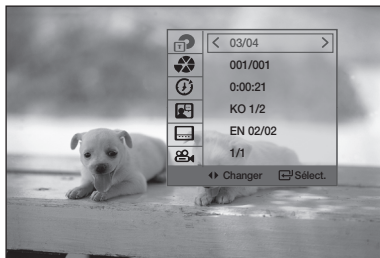 T
< 03/04 >
001/001
0:00:21
KO 1/2
EN 02/02
1/1
Changer Sélect.